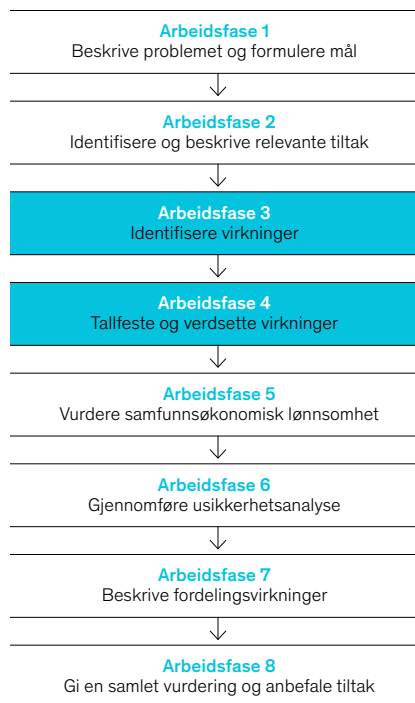 Arbeidsfase 1
Beskrive problemet og formulere mål
Arbeidsfase 2
Identifisere og beskrive relevante tiltak
Arbeidsfase 3
Identifisere virkninger
Arbeidsfase 4
Tallfeste og verdsette virkninger
Arbeidsfase 5
Vurdere samfunnsøkonomisk lønnsomhet
Arbeidsfase 6
Gjennomføre usikkerhetsanalyse
Arbeidsfase 7
Beskrive fordelingsvirkninger
Arbeidsfase 8
Gi en samlet vurdering og anbefale tiltak